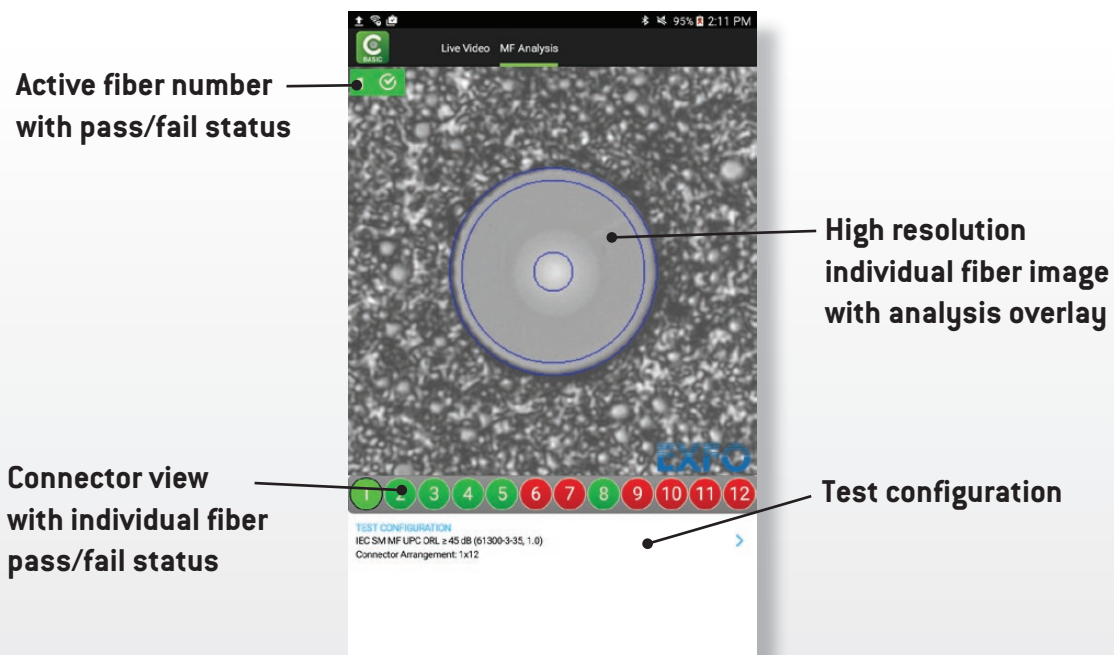 95% 2:11 PM
C
BASIC
Live Video MF Analysis
Active fiber number
with pass/fail status
High resolution
individual fiber image
with analysis overlay
EXFO
Connector view
with individual fiber
pass/fail status
1 2 3 4 5 6 7 8 9 10 11 12
Test configuration
TEST CONFIGURATION
IEC SM MF UPC ORL ≥ 45 dB (61300-3-35, 1.0)
Connector Arrangement: 1x12